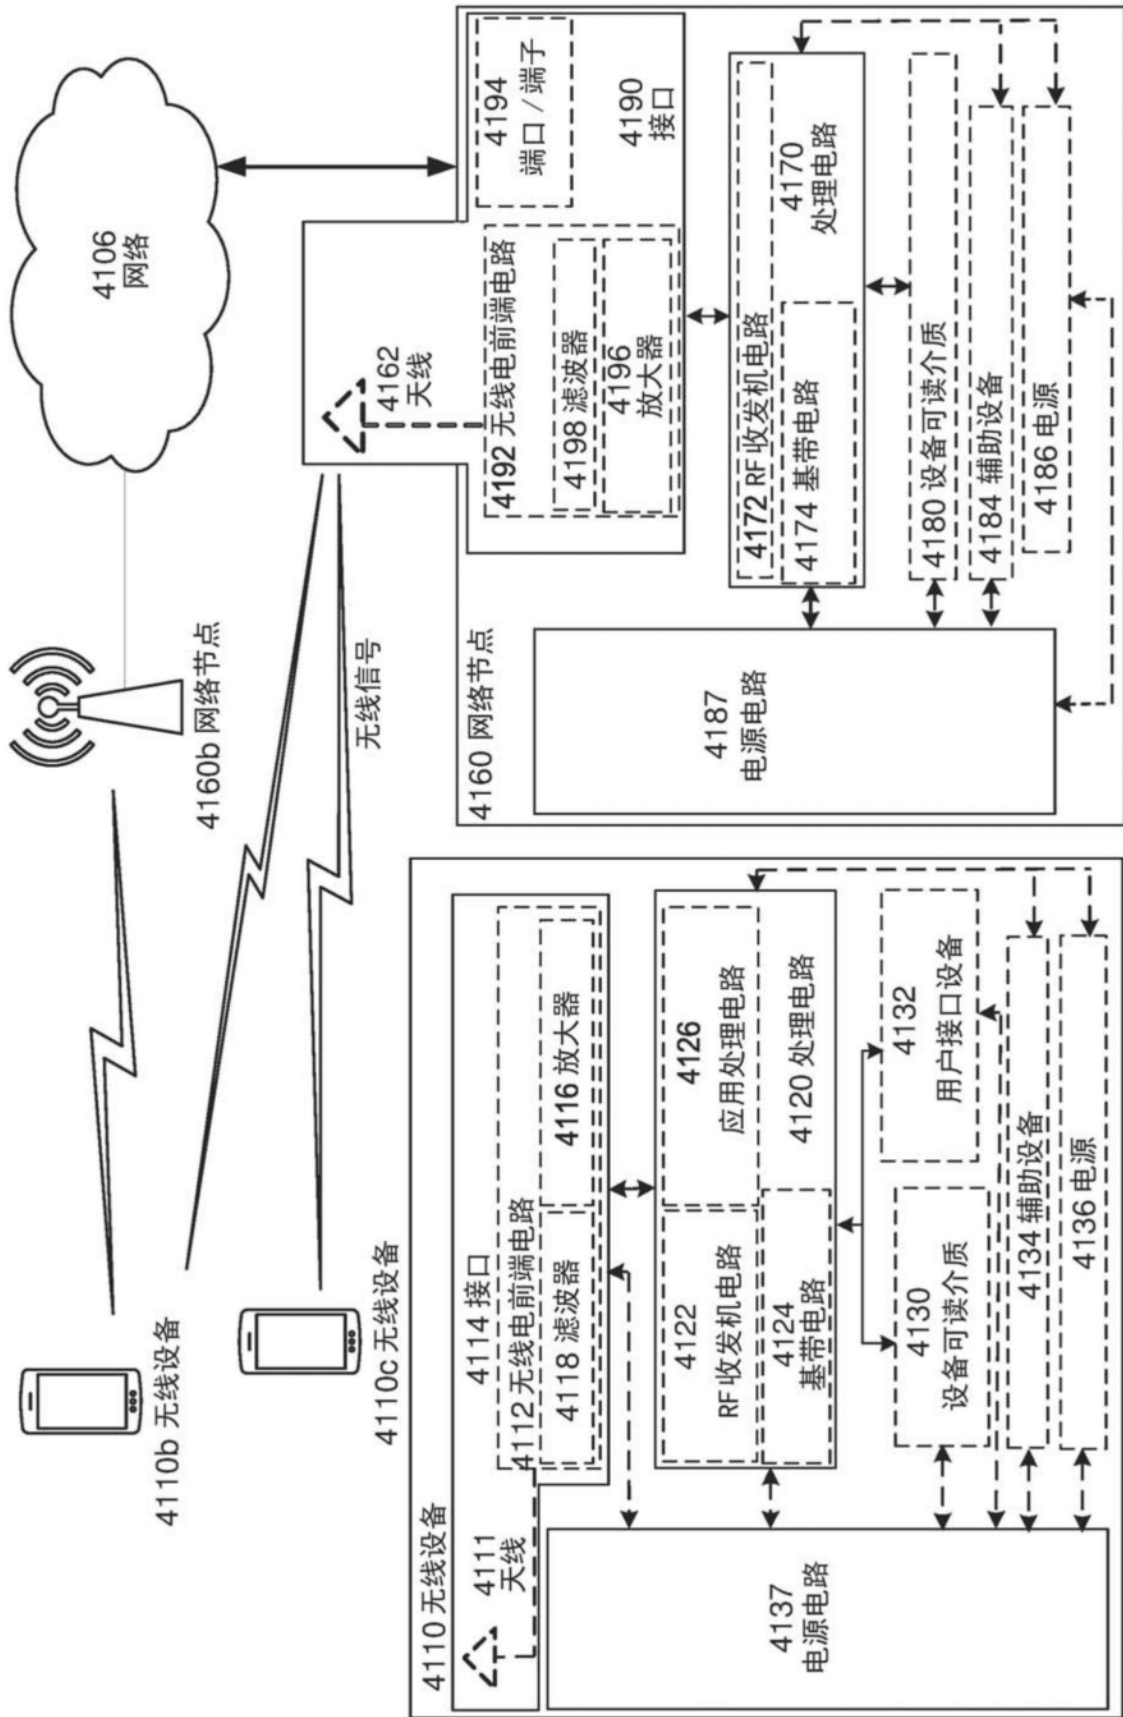 4106
网络
4160b 网络节点
4110b 无线设备
4110c 无线设备
无线信号
4110 无线设备
4111
天线
4114 接口
4112 无线电前端电路
4118 滤波器
4116 放大器
4122
RF 收发机电路
4126
应用处理电路
4124
基带电路
4120 处理电路
4130
设备可读介质
4132
用户接口设备
4134 辅助设备
4136 电源
4137
电源电路
4160 网络节点
4162
天线
4192 无线电前端电路
4198 滤波器
4196
放大器
4194
端口 / 端子
4190
接口
4172 RF 收发机电路
4174 基带电路
4170
处理电路
4180 设备可读介质
4184 辅助设备
4186 电源
4187
电源电路